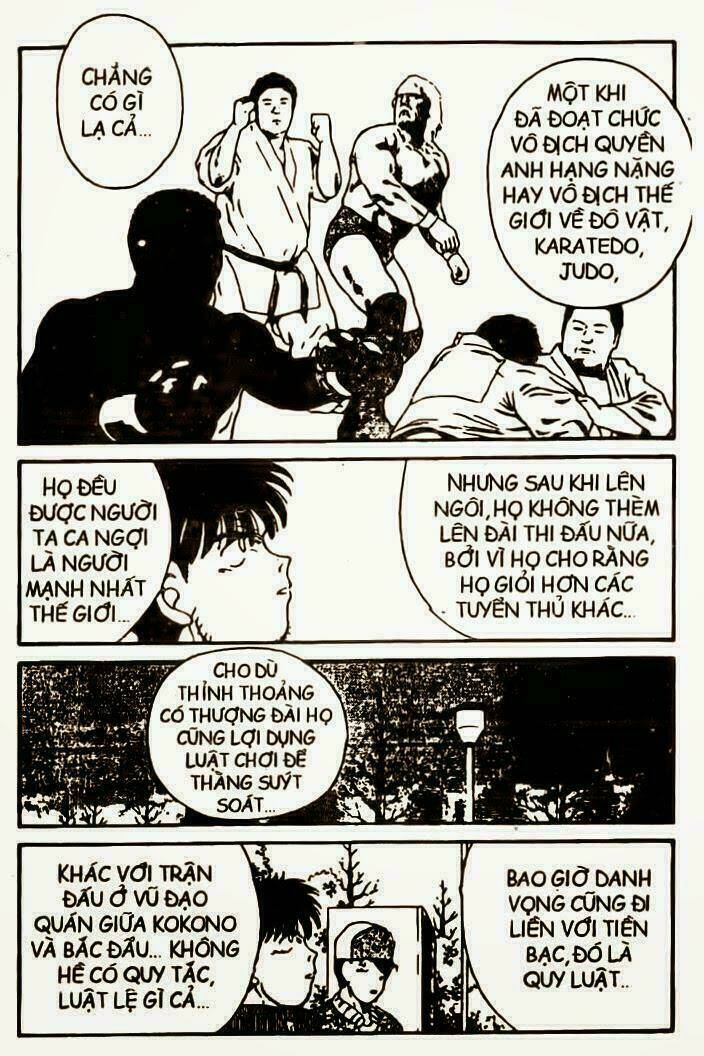 CHẲNG
CÓ GÌ
LẠ CẢ...
MỘT KHI
ĐÃ ĐOẠT CHỨC
VÔ ĐỊCH QUYỀN
ANH HẠNG NẶNG
HAY VÔ ĐỊCH THẾ
GIỚI VỀ ĐÔ VẬT,
KARATEDO,
JUDO,
HỌ ĐỀU
ĐƯỢC NGƯỜI
TA CA NGỢI
LÀ NGƯỜI
MẠNH NHẤT
THẾ GIỚI...
NHƯNG SAU KHI LÊN
NGÔI, HỌ KHÔNG THÈM
LÊN ĐÀI THI ĐẤU NỮA,
BỞI VÌ HỌ CHO RẰNG
HỌ GIỎI HƠN CÁC
TUYỂN THỦ KHÁC...
CHO DÙ
THỈNH THOẢNG
CÓ THƯỢNG ĐÀI HỌ
CŨNG LỢI DỤNG
LUẬT CHƠI ĐỂ
THẮNG SUÝT
SOÁT...
KHÁC VỚI TRẬN
ĐẤU Ở VŨ ĐẠO
QUÁN GIỮA KOKONO
VÀ BẮC ĐẨU... KHÔNG
HỀ CÓ QUY TẮC,
LUẬT LỆ GÌ CẢ...
BAO GIỜ DANH
VỌNG CŨNG ĐI
LIỀN VỚI TIỀN
BẠC, ĐÓ LÀ
QUY LUẬT..